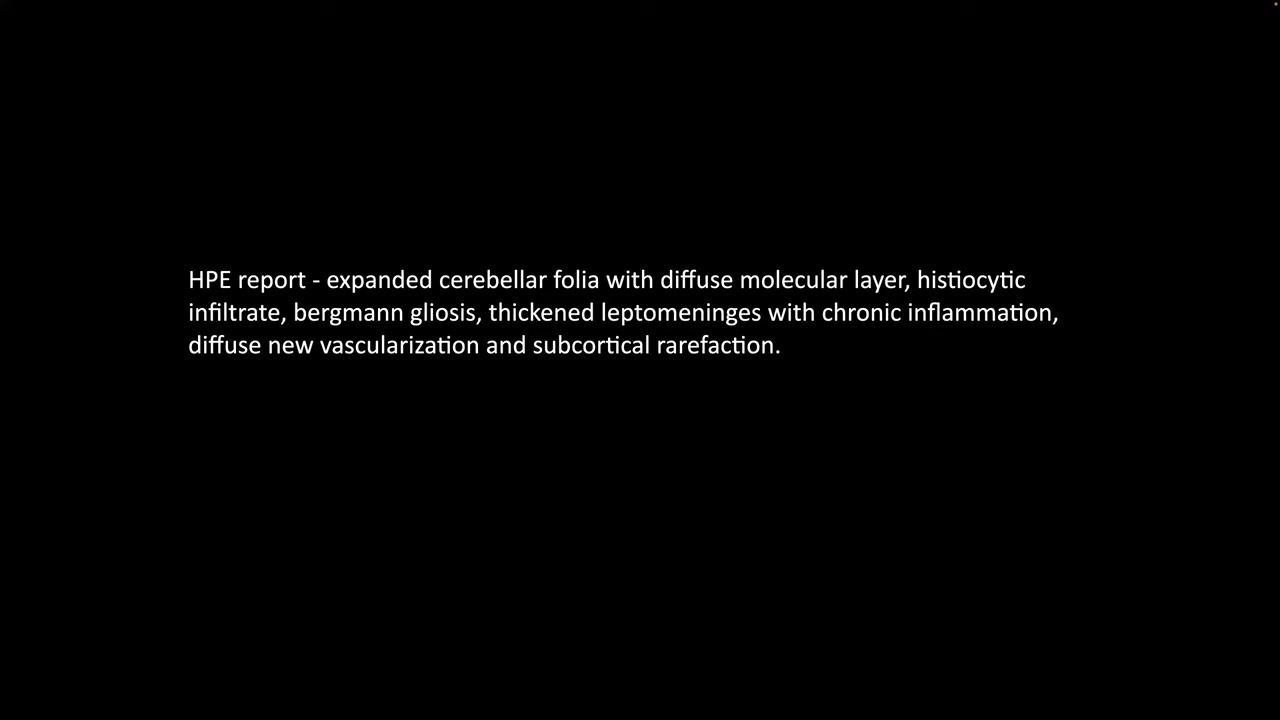 HPE report - expanded cerebellar folia with diffuse molecular layer, histiocytic
infiltrate, bergmann gliosis, thickened leptomeninges with chronic inflammation,
diffuse new vascularization and subcortical rarefaction.